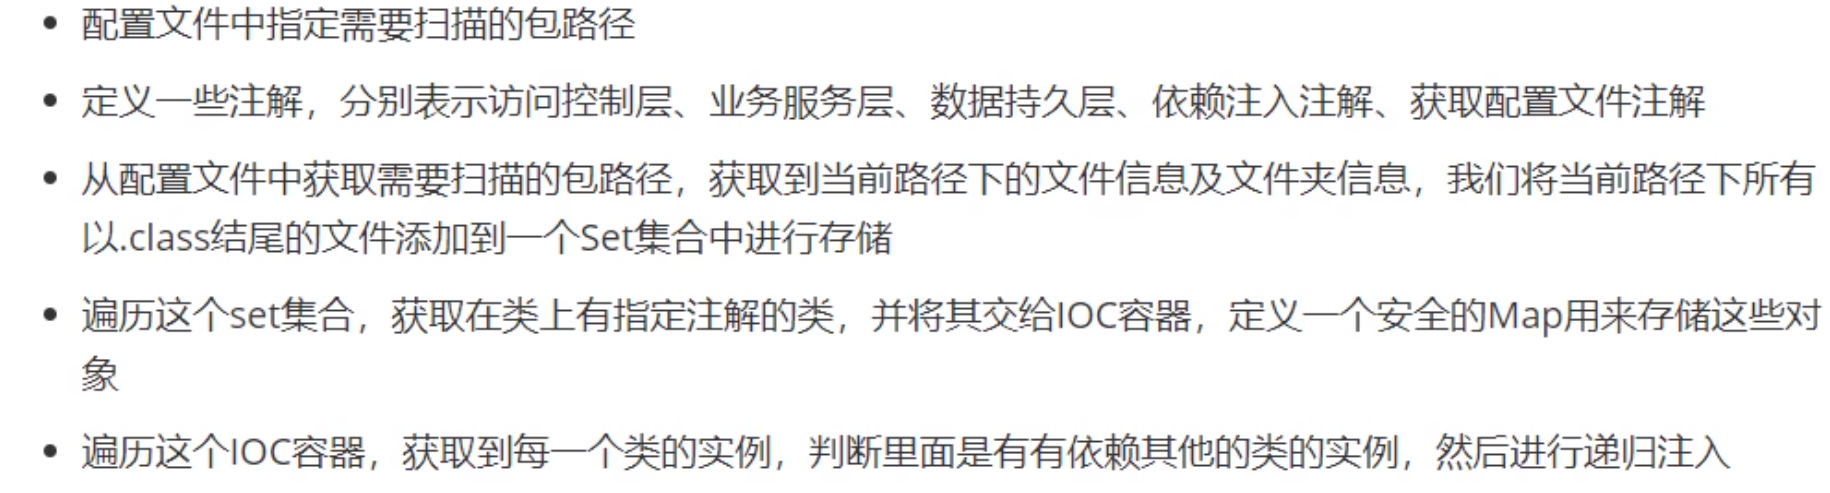 • 配置文件中指定需要扫描的包路径
• 定义一些注解，分别表示访问控制层、业务服务层、数据持久层、依赖注入注解、获取配置文件注解
• 从配置文件中获取需要扫描的包路径，获取到当前路径下的文件信息及文件夹信息，我们将当前路径下所有
以.class结尾的文件添加到一个Set集合中进行存储
• 遍历这个set集合，获取在类上有指定注解的类，并将其交给IOC容器，定义一个安全的Map用来存储这些对
象
• 遍历这个IOC容器，获取到每一个类的实例，判断里面是有有依赖其他的类的实例，然后进行递归注入